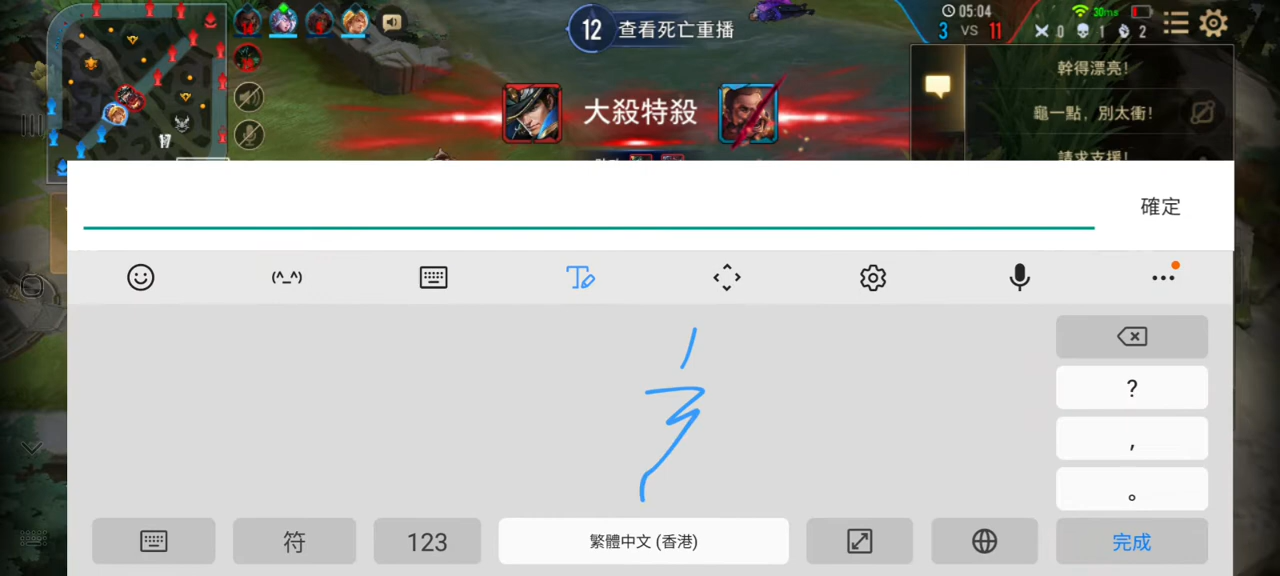 12 查看死亡重播
05:04
3 VS 11
30ms
0 1 2
大殺特殺
幹得漂亮!
龜一點，別太衝!
請求支援!
17
確定
(^_^)
?
,
。
符
123
繁體中文 (香港)
完成